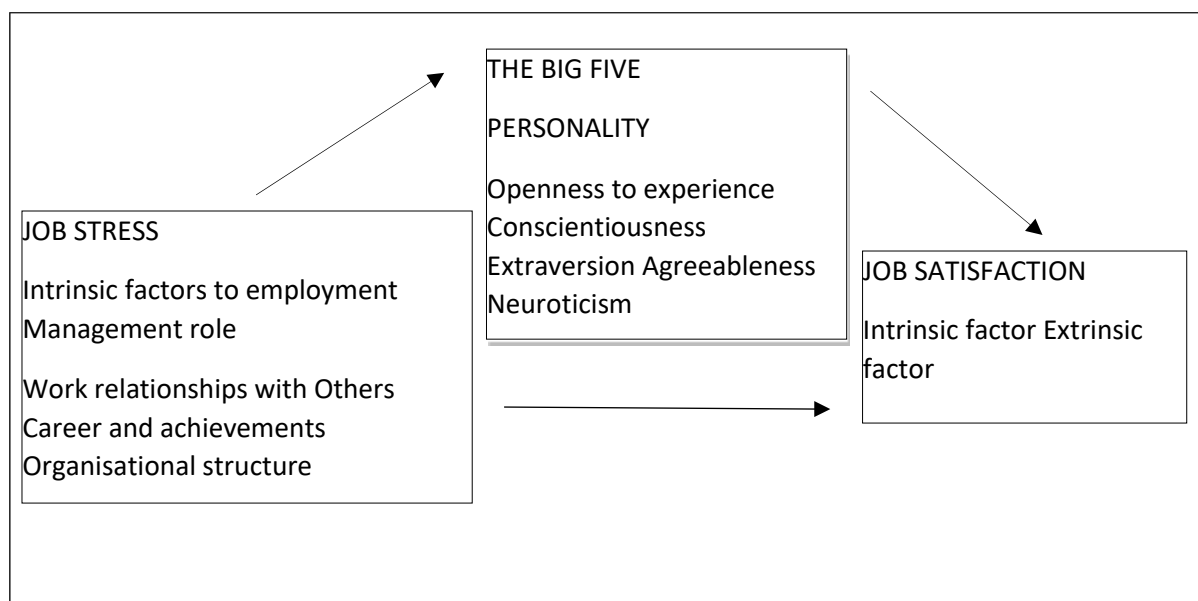 THE BIG FIVE
PERSONALITY
Openness to experience
Conscientiousness
Extraversion Agreeableness
Neuroticism
JOB STRESS
Intrinsic factors to employment
Management role
Work relationships with Others
Career and achievements
Organisational structure
JOB SATISFACTION
Intrinsic factor Extrinsic
factor